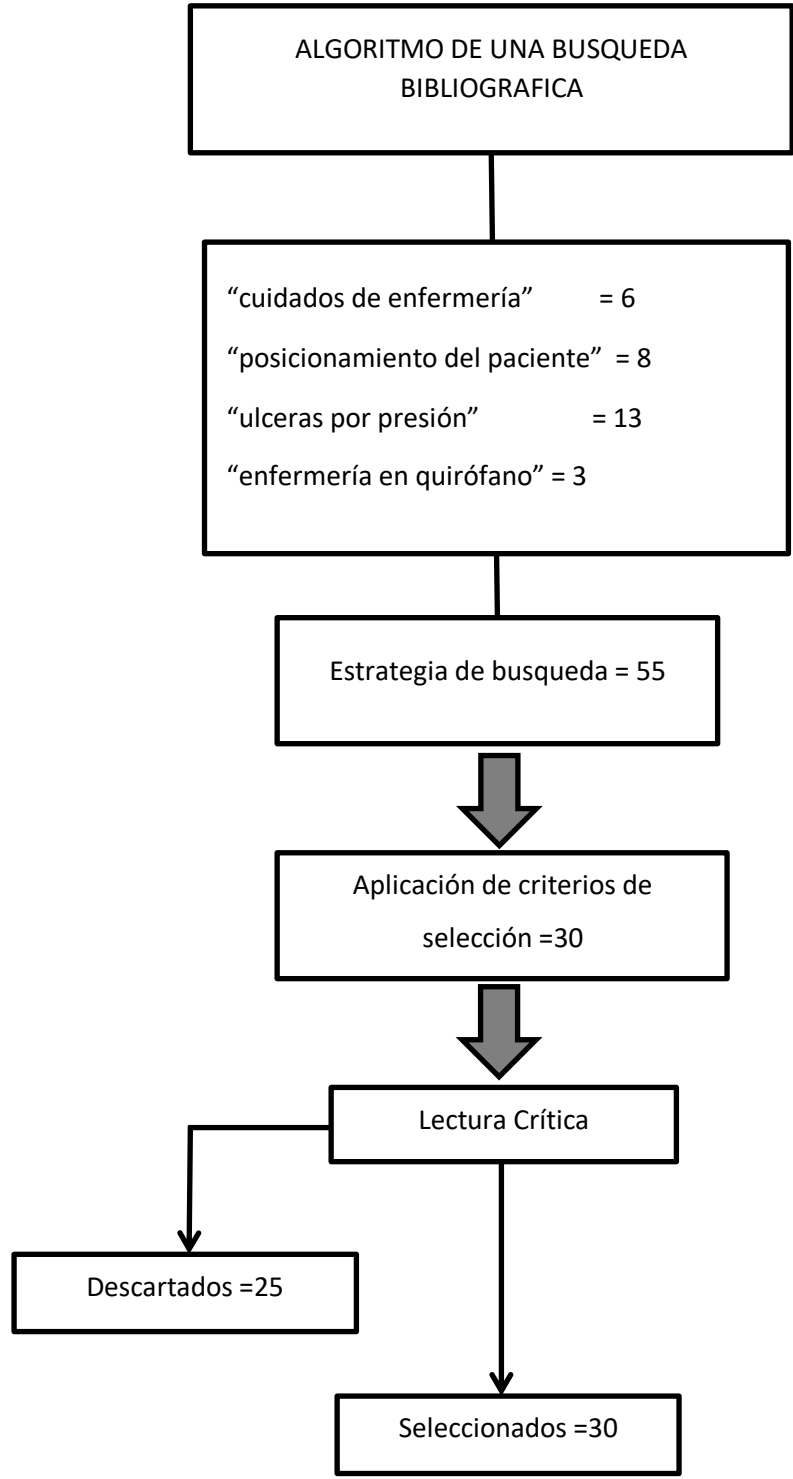 ALGORITMO DE UNA BUSQUEDA
BIBLIOGRAFICA
“cuidados de enfermería” = 6
“posicionamiento del paciente” = 8
“ulceras por presión” = 13
“enfermería en quirófano” = 3
Estrategia de busqueda = 55
Aplicación de criterios de
selección =30
Lectura Crítica
Descartados =25
Seleccionados =30